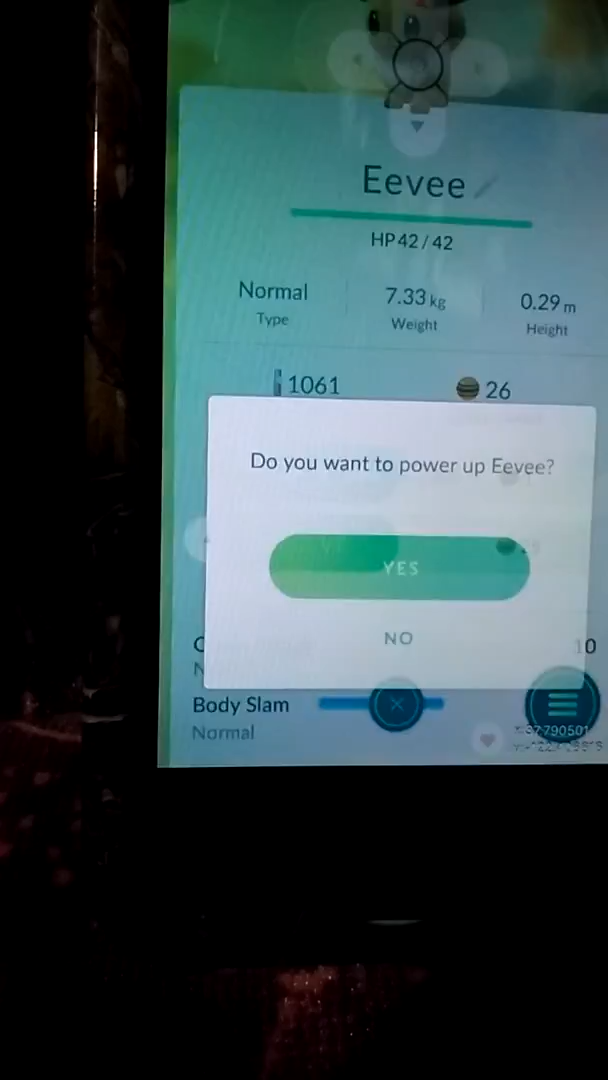 Eevee
HP 42 / 42
Normal
Type
7.33 kg
Weight
0.29 m
Height
1061
26
Do you want to power up Eevee?
YES
NO
10
Body Slam
Normal